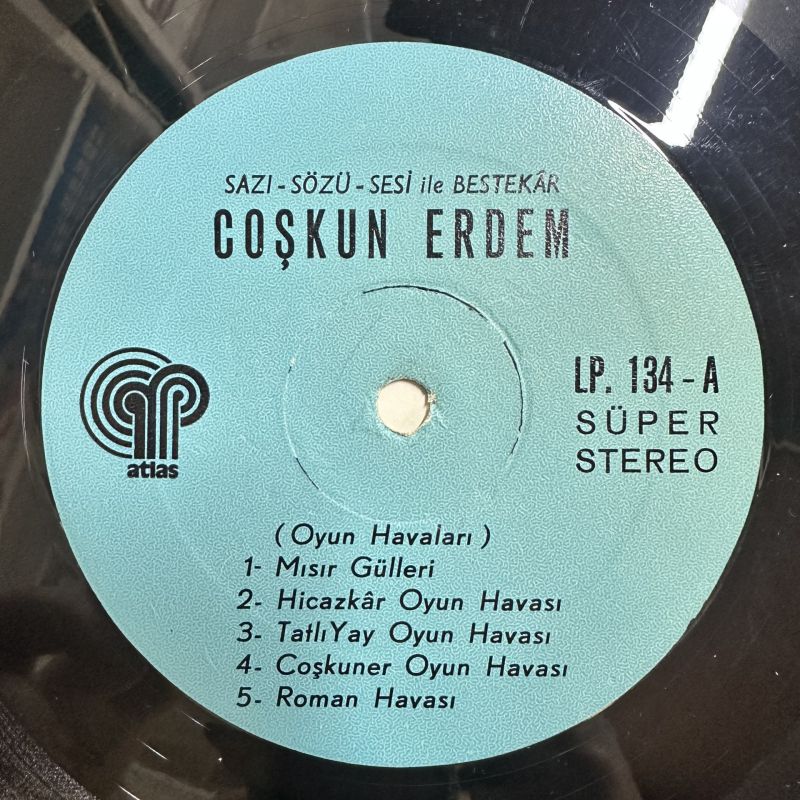 SAZI - SÖZÜ - SESİ ile BESTEKÂR
COŞKUN ERDEM
atlas
LP. 134 - A
SÜPER
STEREO
(Oyun Havaları)
1- Mısır Gülleri
2- Hicazkâr Oyun Havası
3- TatlıYay Oyun Havası
4- Coşkuner Oyun Havası
5- Roman Havası